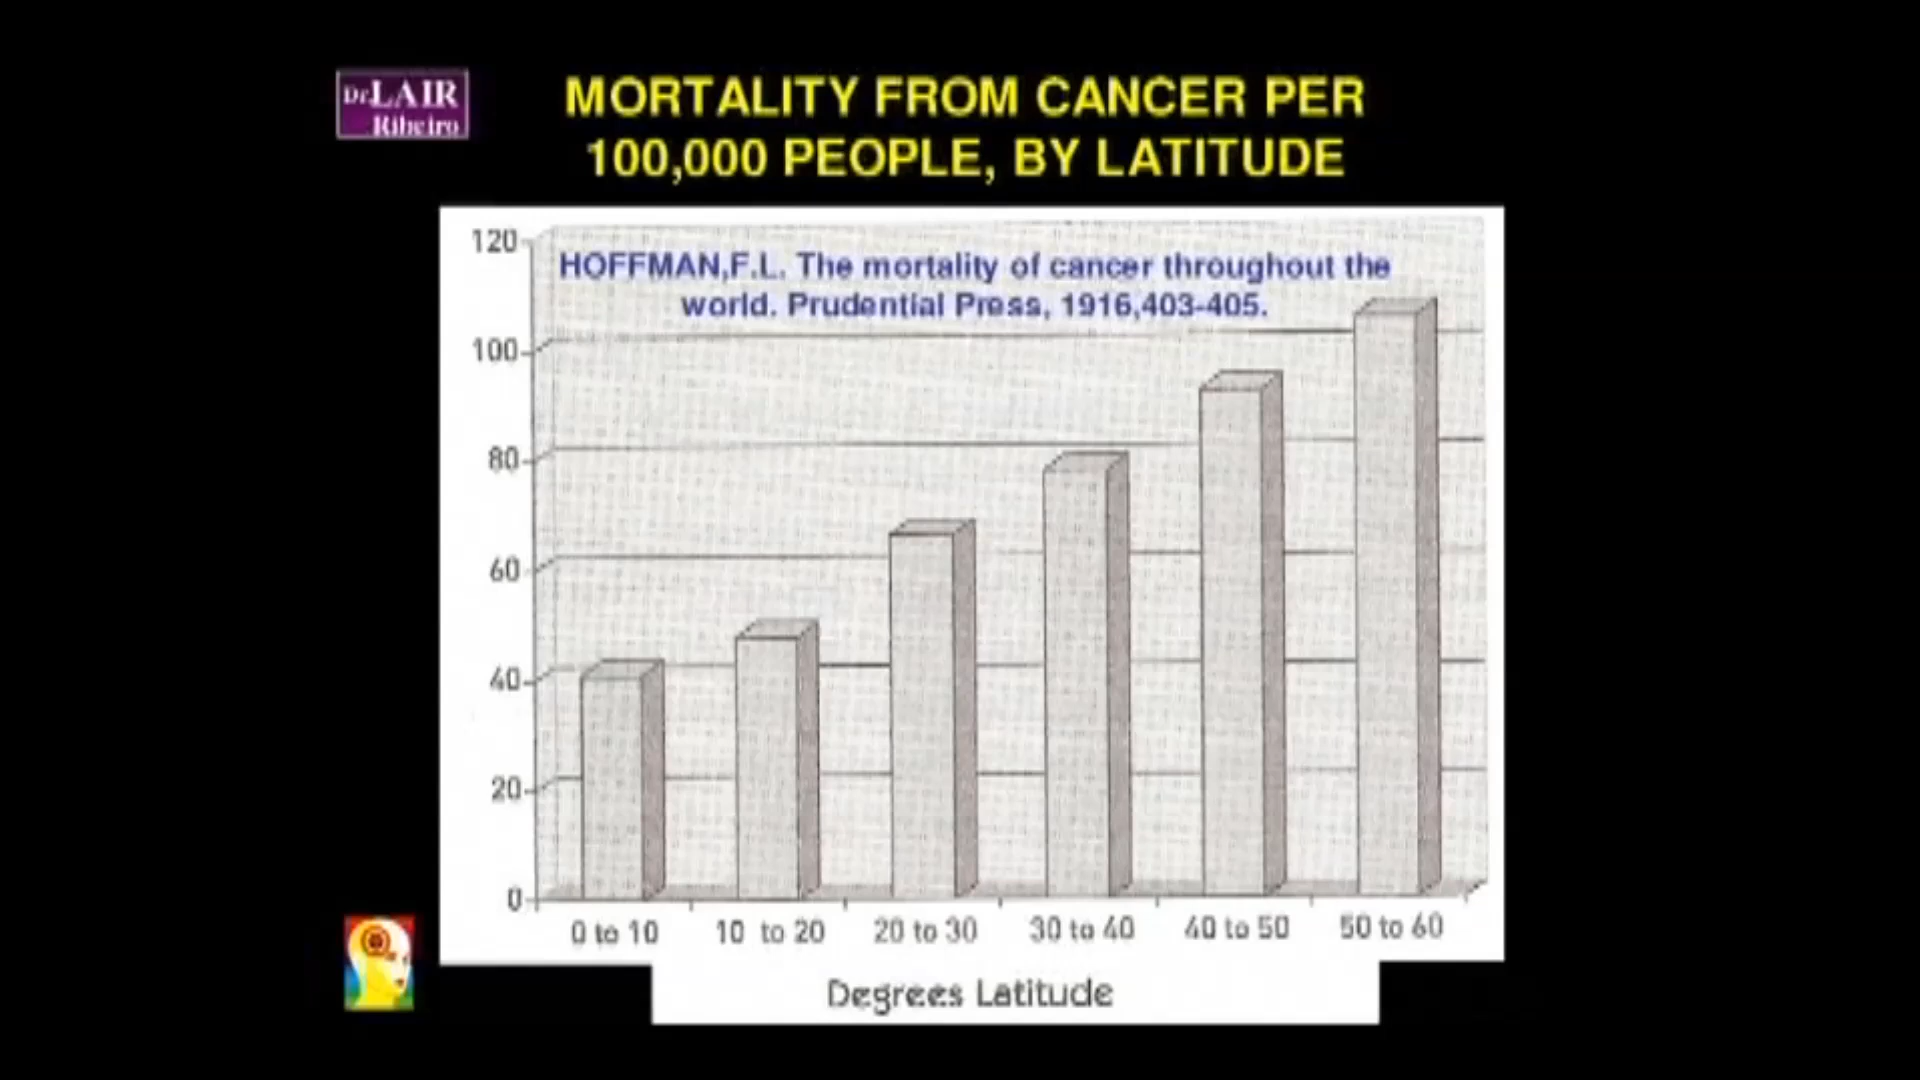 Dr.LAIR
Ribeiro
MORTALITY FROM CANCER PER
100,000 PEOPLE, BY LATITUDE
HOFFMAN,F.L. The mortality of cancer throughout the
world. Prudential Press, 1916,403-405.
120
100
80
60
40
20
0
0 to 10 10 to 20 20 to 30 30 to 40 40 to 50 50 to 60
Degrees Latitude